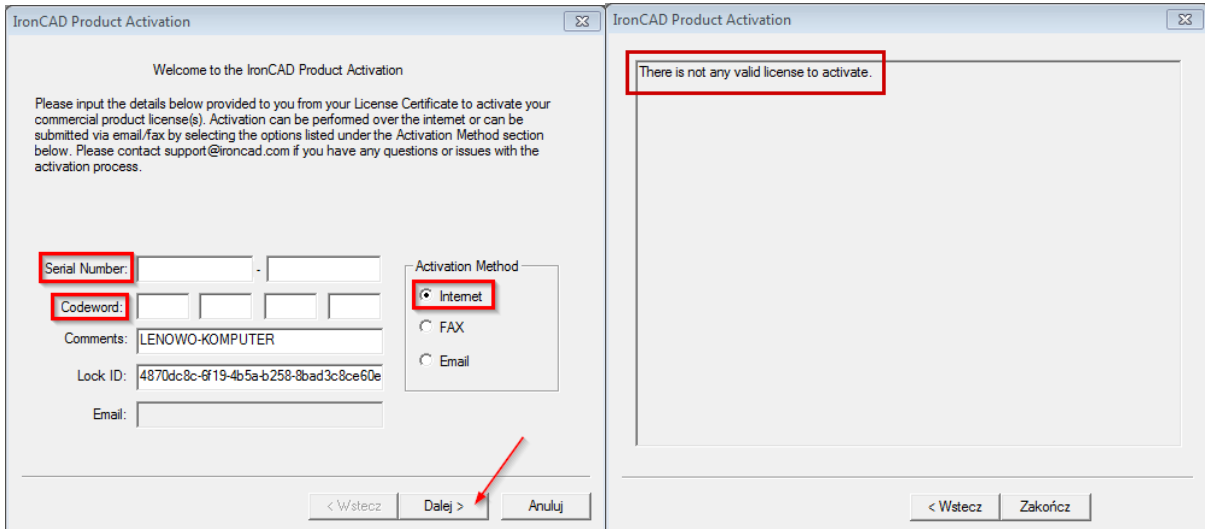 IronCAD Product Activation
Welcome to the IronCAD Product Activation
Please input the details below provided to you from your License Certificate to activate your
commercial product license(s). Activation can be performed over the internet or can be
submitted via email/fax by selecting the options listed under the Activation Method section
below. Please contact support@ironcad.com if you have any questions or issues with the
activation process.
Serial Number: -
Codeword:
Comments: LENOWO-KOMPUTER
Lock ID: 4870dc8c-6f19-4b5a-b258-8bad3c8ce60e
Email:
Activation Method
Internet
FAX
Email
< Wstecz Dalej > Anuluj
IronCAD Product Activation
There is not any valid license to activate.
< Wstecz Zakończ